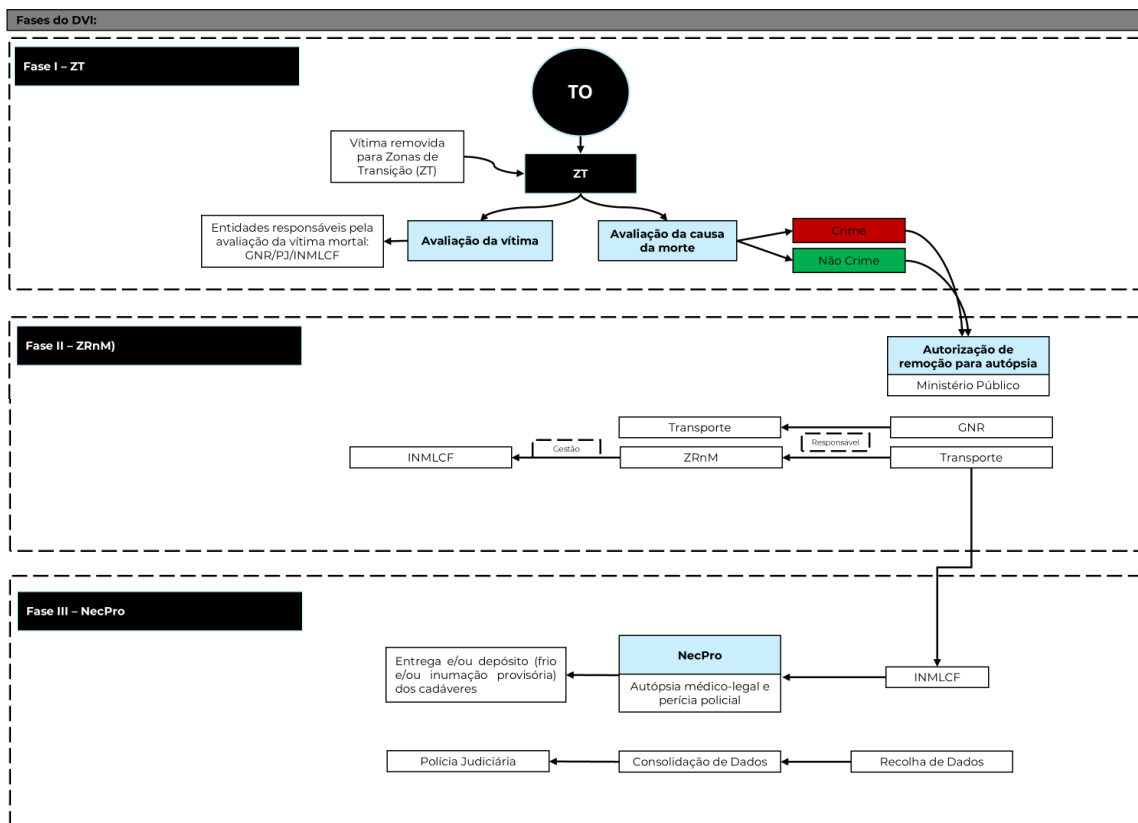 Fases do DVI:
Fase I – ZT
TO
Vítima removida
para Zonas de
Transição (ZT)
ZT
Entidades responsáveis pela
avaliação da vítima mortal:
GNR/PJ/INMLCF
Avaliação da vítima
Avaliação da causa
da morte
Crime
Não Crime
Fase II – ZRnM)
Autorização de
remoção para autópsia
Ministério Público
Transporte
GNR
Gestão
Responsável
INMLCF
ZRnM
Transporte
Fase III – NecPro
Entrega e/ou depósito (frio
e/ou inumação provisória)
dos cadáveres
NecPro
Autópsia médico-legal e
perícia policial
INMLCF
Polícia Judiciária
Consolidação de Dados
Recolha de Dados